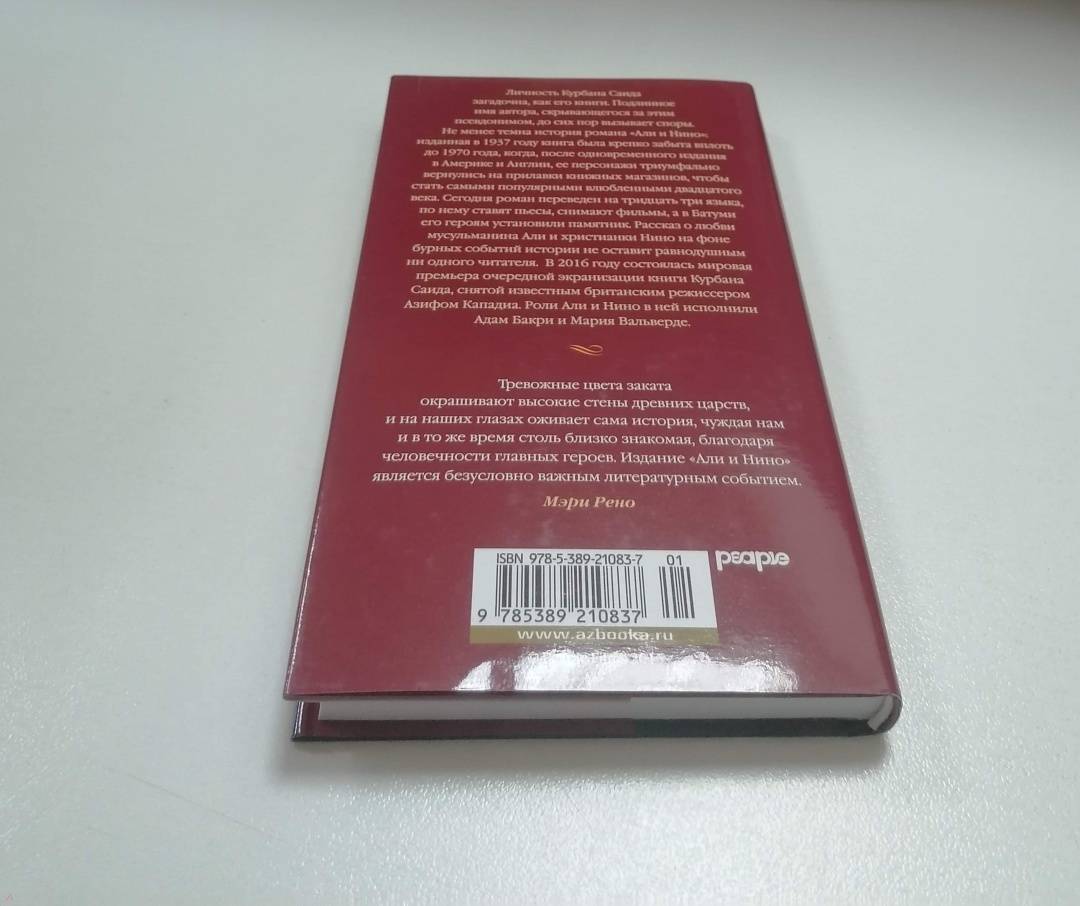 Личность Курбана Саида
загадочна, как его книги. Подлинное
имя автора, скрывающегося за этим
псевдонимом, до сих пор вызывает споры.
Не менее темна история романа «Али и Нино»:
изданная в 1937 году книга была крепко забыта вплоть
до 1970 года, когда, после одновременного издания
в Америке и Англии, ее персонажи триумфально
вернулись на прилавки книжных магазинов, чтобы
стать самыми популярными влюбленными двадцатого
века. Сегодня роман переведен на тридцать три языка,
по нему ставят пьесы, снимают фильмы, а в Батуми
его героям установили памятник. Рассказ о любви
мусульманина Али и христианки Нино на фоне
бурных событий истории не оставит равнодушным
ни одного читателя. В 2016 году состоялась мировая
премьера очередной экранизации книги Курбана
Саида, снятой известным британским режиссером
Азифом Кападиа. Роли Али и Нино в ней исполнили
Адам Бакри и Мария Вальверде.
Тревожные цвета заката
окрашивают высокие стены древних царств,
и на наших глазах оживает сама история, чуждая нам
и в то же время столь близко знакомая, благодаря
человечности главных героев. Издание «Али и Нино»
является безусловно важным литературным событием.
Мэри Рено
ISBN 978-5-389-21083-7 01
9 785389 210837
www.azbooka.ru